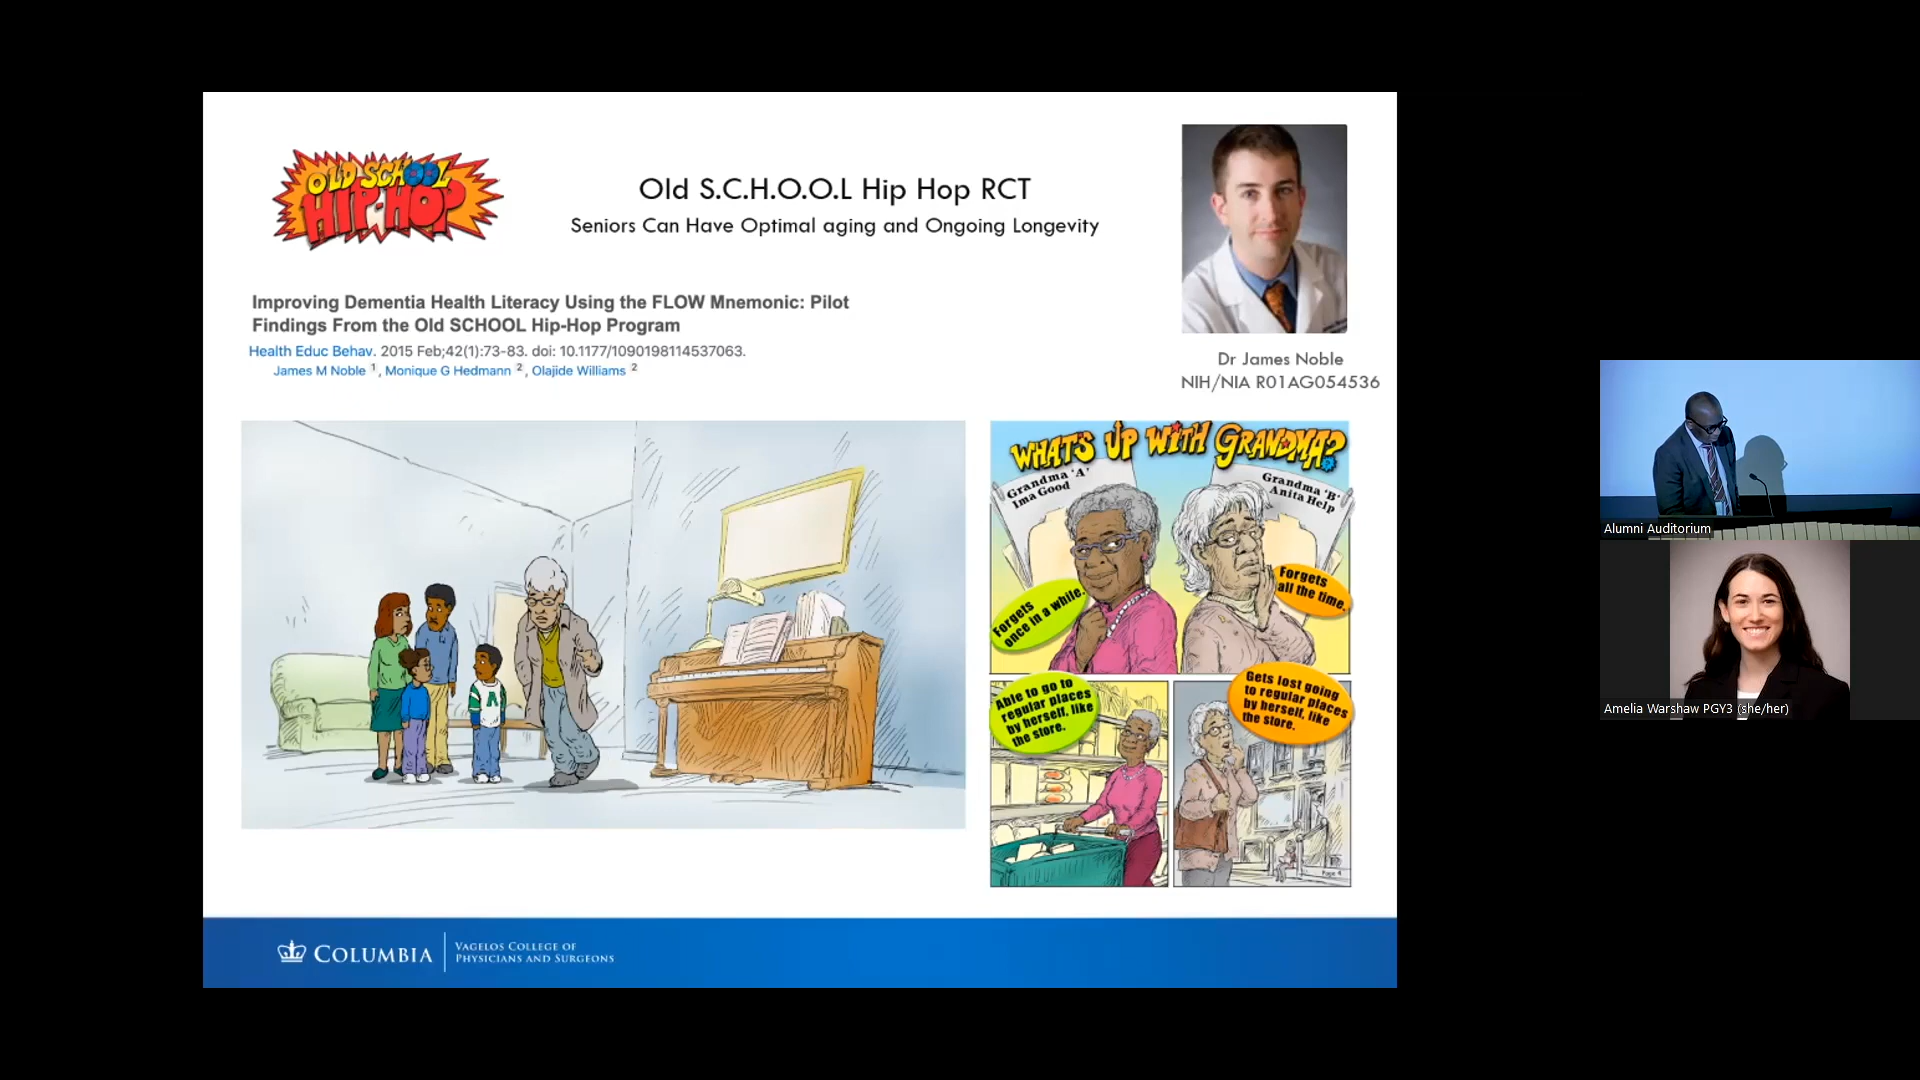 OLD SCHOOL
HIP-HOP
Old S.C.H.O.O.L Hip Hop RCT
Seniors Can Have Optimal aging and Ongoing Longevity
Improving Dementia Health Literacy Using the FLOW Mnemonic: Pilot
Findings From the Old SCHOOL Hip-Hop Program
Health Educ Behav. 2015 Feb;42(1):73-83. doi: 10.1177/1090198114537063.
James M Noble 1, Monique G Hedmann 2, Olajide Williams 2
Dr James Noble
NIH/NIA R01AG054536
A
WHAT'S UP WITH GRANDMA?
Grandma 'A'
Ima Good
Grandma 'B'
Anita Help
Forgets
once in a while.
Forgets
all the time.
Able to go to
regular places
by herself, like
the store.
Gets lost going
to regular places
by herself, like
the store.
Page 4
COLUMBIA
VAGELOS COLLEGE OF
PHYSICIANS AND SURGEONS
Alumni Auditorium
Amelia Warshaw PGY3 (she/her)